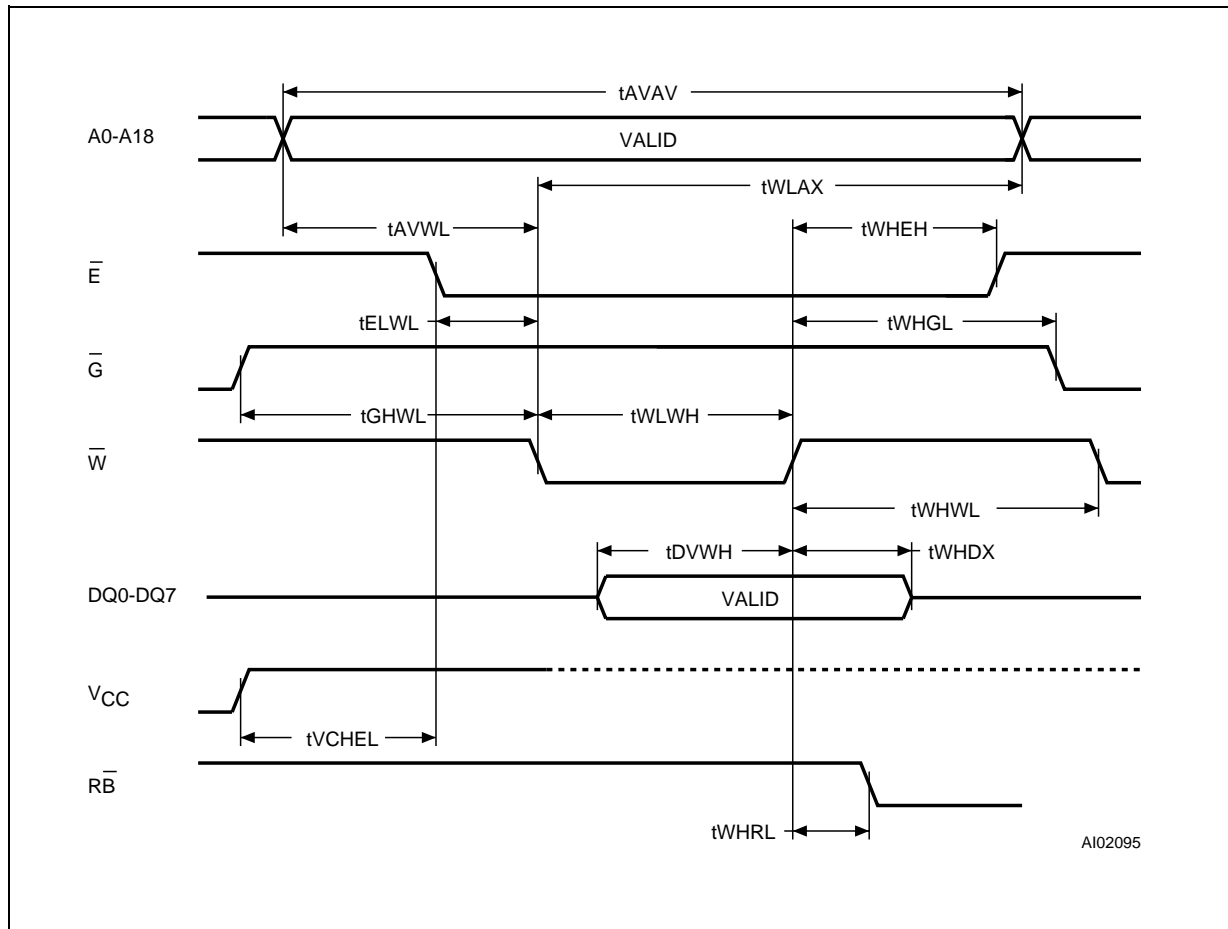 tAVAV
A0-A18
VALID
tWLAX
tAVWL
tWHEH
E̅
tELWL
tWHGL
G̅
tGHWL
tWLWH
W̅
tWHWL
tDVWH
tWHDX
DQ0-DQ7
VALID
VCC
tVCHEL
RB̅
tWHRL
AI02095